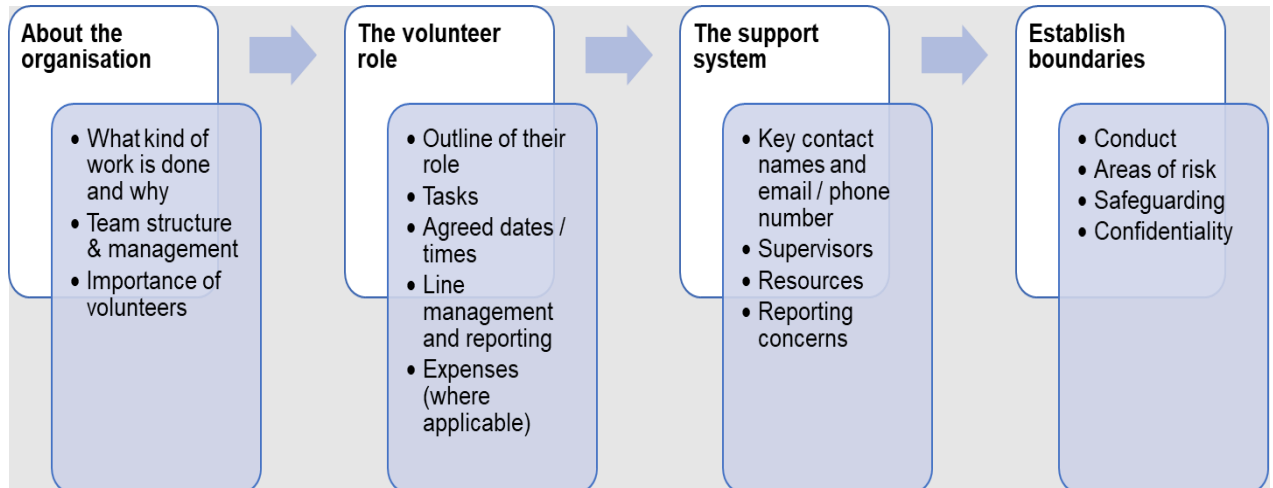 About the
organisation
• What kind of
work is done
and why
• Team structure
& management
• Importance of
volunteers
The volunteer
role
• Outline of their
role
• Tasks
• Agreed dates /
times
• Line
management
and reporting
• Expenses
(where
applicable)
The support
system
• Key contact
names and
email / phone
number
• Supervisors
• Resources
• Reporting
concerns
Establish
boundaries
• Conduct
• Areas of risk
• Safeguarding
• Confidentiality